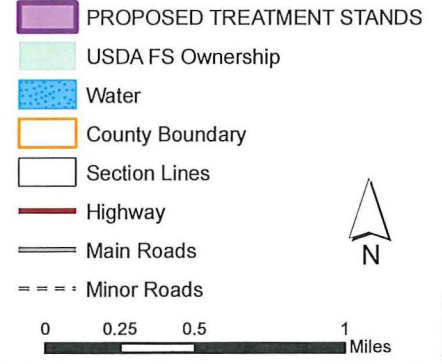 PROPOSED TREATMENT STANDS
USDA FS Ownership
Water
County Boundary
Section Lines
Highway
Main Roads
N
Minor Roads
0 0.25 0.5 1
Miles